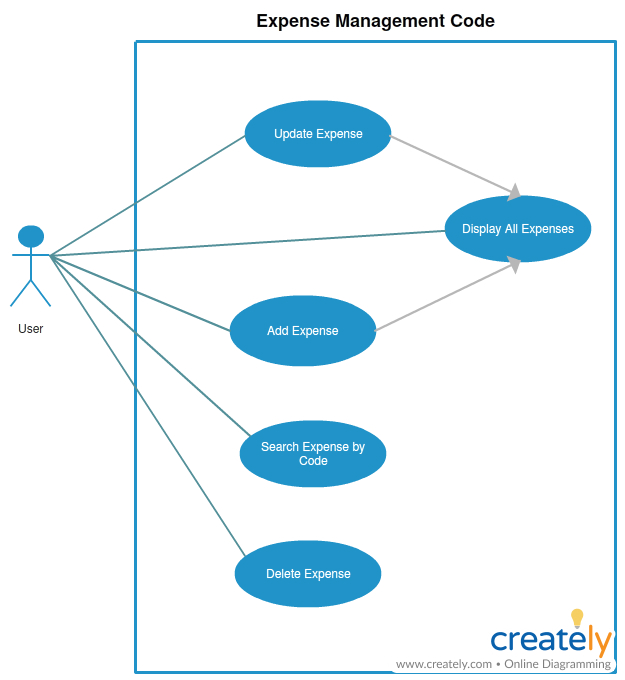 Expense Management Code
Update Expense
Display All Expenses
User
Add Expense
Search Expense by
Code
Delete Expense
creately
www.creately.com • Online Diagramming